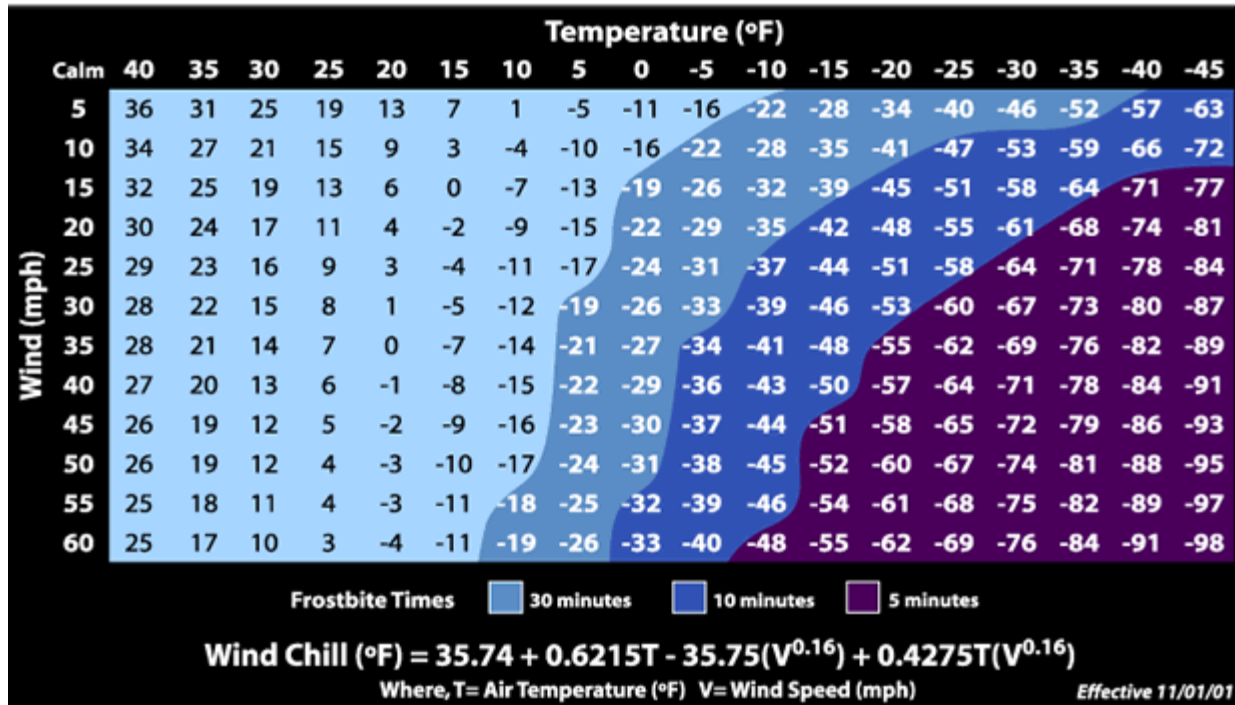 Temperature (ºF)
Calm 40 35 30 25 20 15 10 5 0 -5 -10 -15 -20 -25 -30 -35 -40 -45
5 36 31 25 19 13 7 1 -5 -11 -16 -22 -28 -34 -40 -46 -52 -57 -63
10 34 27 21 15 9 3 -4 -10 -16 -22 -28 -35 -41 -47 -53 -59 -66 -72
15 32 25 19 13 6 0 -7 -13 -19 -26 -32 -39 -45 -51 -58 -64 -71 -77
20 30 24 17 11 4 -2 -9 -15 -22 -29 -35 -42 -48 -55 -61 -68 -74 -81
25 29 23 16 9 3 -4 -11 -17 -24 -31 -37 -44 -51 -58 -64 -71 -78 -84
30 28 22 15 8 1 -5 -12 -19 -26 -33 -39 -46 -53 -60 -67 -73 -80 -87
35 28 21 14 7 0 -7 -14 -21 -27 -34 -41 -48 -55 -62 -69 -76 -82 -89
40 27 20 13 6 -1 -8 -15 -22 -29 -36 -43 -50 -57 -64 -71 -78 -84 -91
45 26 19 12 5 -2 -9 -16 -23 -30 -37 -44 -51 -58 -65 -72 -79 -86 -93
50 26 19 12 4 -3 -10 -17 -24 -31 -38 -45 -52 -60 -67 -74 -81 -88 -95
55 25 18 11 4 -3 -11 -18 -25 -32 -39 -46 -54 -61 -68 -75 -82 -89 -97
60 25 17 10 3 -4 -11 -19 -26 -33 -40 -48 -55 -62 -69 -76 -84 -91 -98
Wind (mph)
Frostbite Times 30 minutes 10 minutes 5 minutes
Wind Chill (ºF) = 35.74 + 0.6215T - 35.75(V^0.16) + 0.4275T(V^0.16)
Where, T= Air Temperature (ºF) V= Wind Speed (mph) Effective 11/01/01